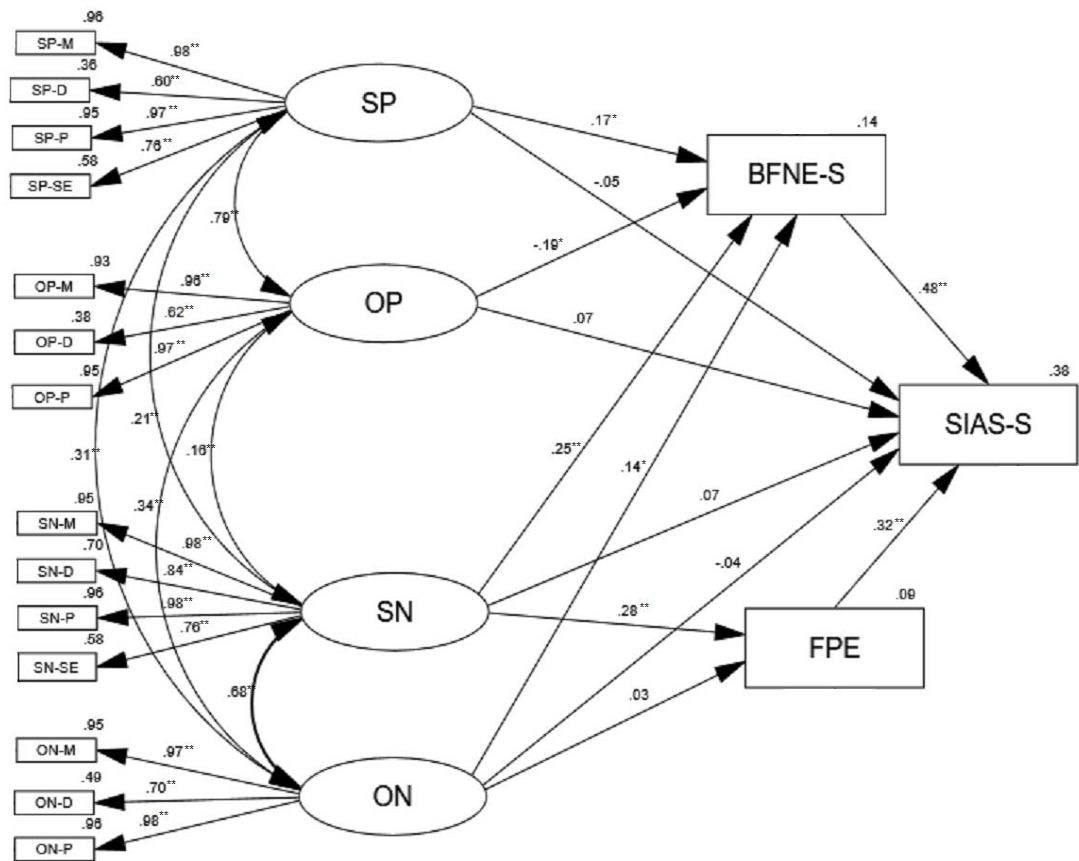 .96
SP-M
.98**
.36
SP-D
.60**
.95
SP-P
.97**
.58
SP-SE
.76**
SP
.17*
.14
BFNE-S
-.05
.79**
-.19*
.93
OP-M
.96**
OP
.48**
.38
OP-D
.62**
.07
.95
OP-P
.97**
.38
SIAS-S
.21**
.16**
.25**
.14*
.31**
.34**
.07
.32**
-.04
.95
SN-M
.98**
.70
SN-D
.84**
.96
SN-P
.98**
.58
SN-SE
.76**
SN
.28**
.09
FPE
.68**
.03
.95
ON-M
.97**
.49
ON-D
.70**
.96
ON-P
.98**
ON